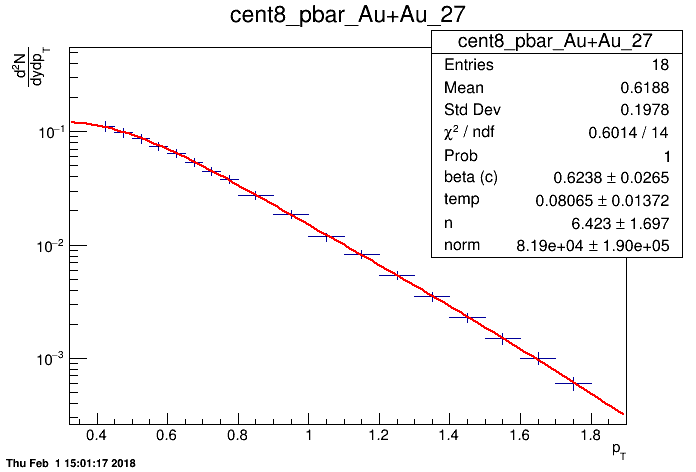 cent8_pbar_Au+Au_27
d²N
dydp_T
cent8_pbar_Au+Au_27
Entries 18
Mean 0.6188
Std Dev 0.1978
χ² / ndf 0.6014 / 14
Prob 1
beta (c) 0.6238 ± 0.0265
temp 0.08065 ± 0.01372
n 6.423 ± 1.697
norm 8.19e+04 ± 1.90e+05
10⁻¹
10⁻²
10⁻³
0.4 0.6 0.8 1 1.2 1.4 1.6 1.8
p_T
Thu Feb 1 15:01:17 2018